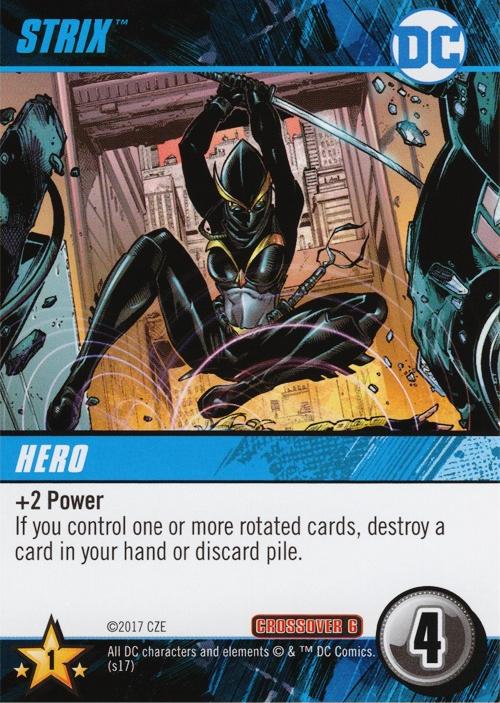 STRIX™
DC
HERO
+2 Power
If you control one or more rotated cards, destroy a
card in your hand or discard pile.
©2017 CZE
CROSSOVER 6
All DC characters and elements © & ™ DC Comics.
(s17)
1
4